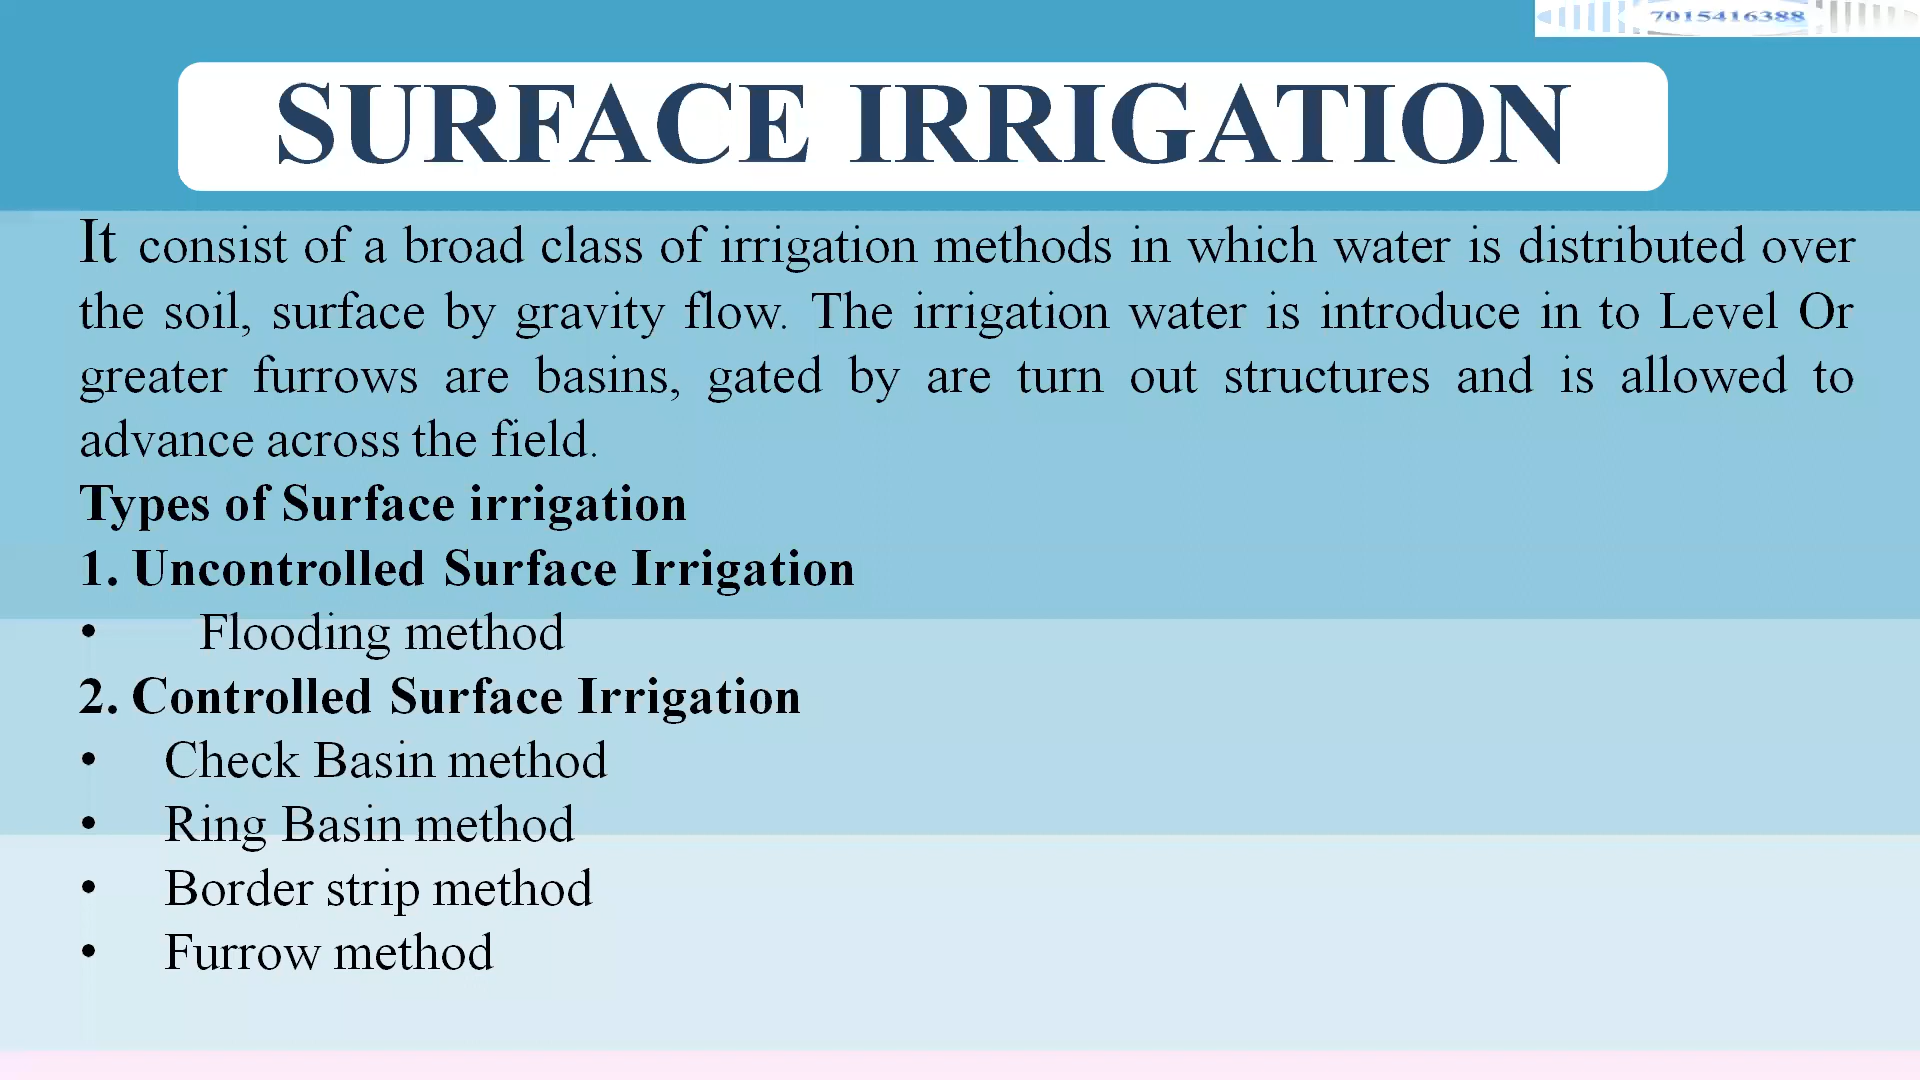 7015416388
SURFACE IRRIGATION
It consist of a broad class of irrigation methods in which water is distributed over
the soil, surface by gravity flow. The irrigation water is introduce in to Level Or
greater furrows are basins, gated by are turn out structures and is allowed to
advance across the field.
Types of Surface irrigation
1. Uncontrolled Surface Irrigation
• Flooding method
2. Controlled Surface Irrigation
• Check Basin method
• Ring Basin method
• Border strip method
• Furrow method